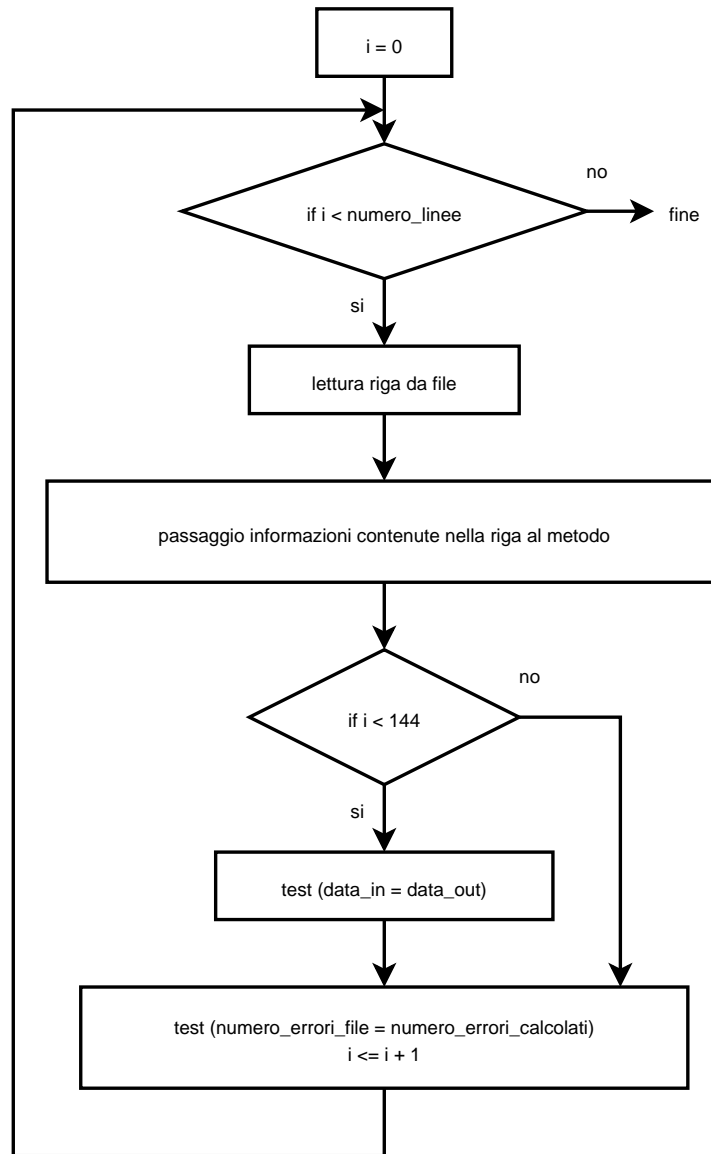 i = 0
no
if i < numero_linee
fine
si
lettura riga da file
passaggio informazioni contenute nella riga al metodo
no
if i < 144
si
test (data_in = data_out)
test (numero_errori_file = numero_errori_calcolati)
i <= i + 1